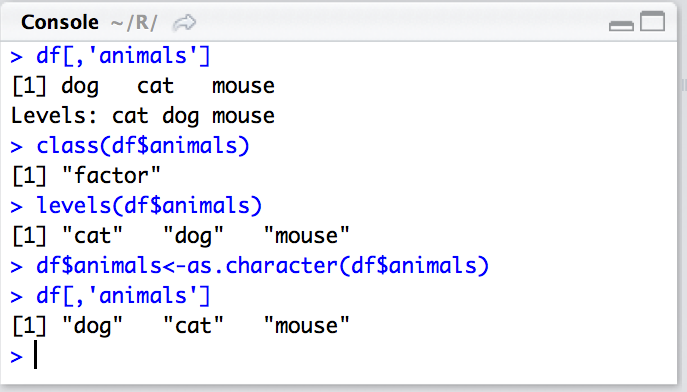 Console ~/R/
> df[,'animals']
[1] dog   cat   mouse
Levels: cat dog mouse
> class(df$animals)
[1] "factor"
> levels(df$animals)
[1] "cat"   "dog"   "mouse"
> df$animals<-as.character(df$animals)
> df[,'animals']
[1] "dog"   "cat"   "mouse"
>